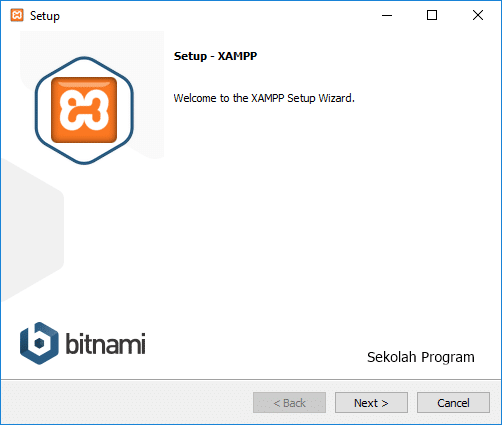 Setup
Setup - XAMPP
Welcome to the XAMPP Setup Wizard.
bitnami
Sekolah Program
< Back
Next >
Cancel